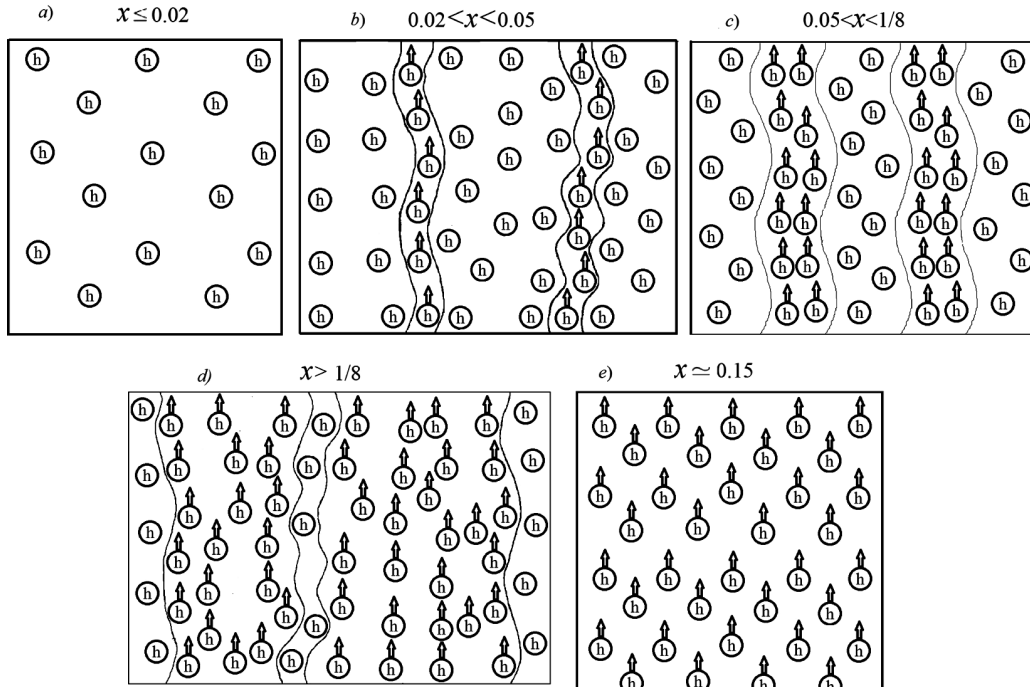 a) x ≤ 0.02
h h h
h h
h h h
h h
h h h
h h
b) 0.02<x<0.05
c) 0.05<x<1/8
d) x> 1/8
e) x ≃ 0.15
h h h h h
h h h h
h h h h h
h h h h
h h h h h
h h h h
h h h h h
h h h h